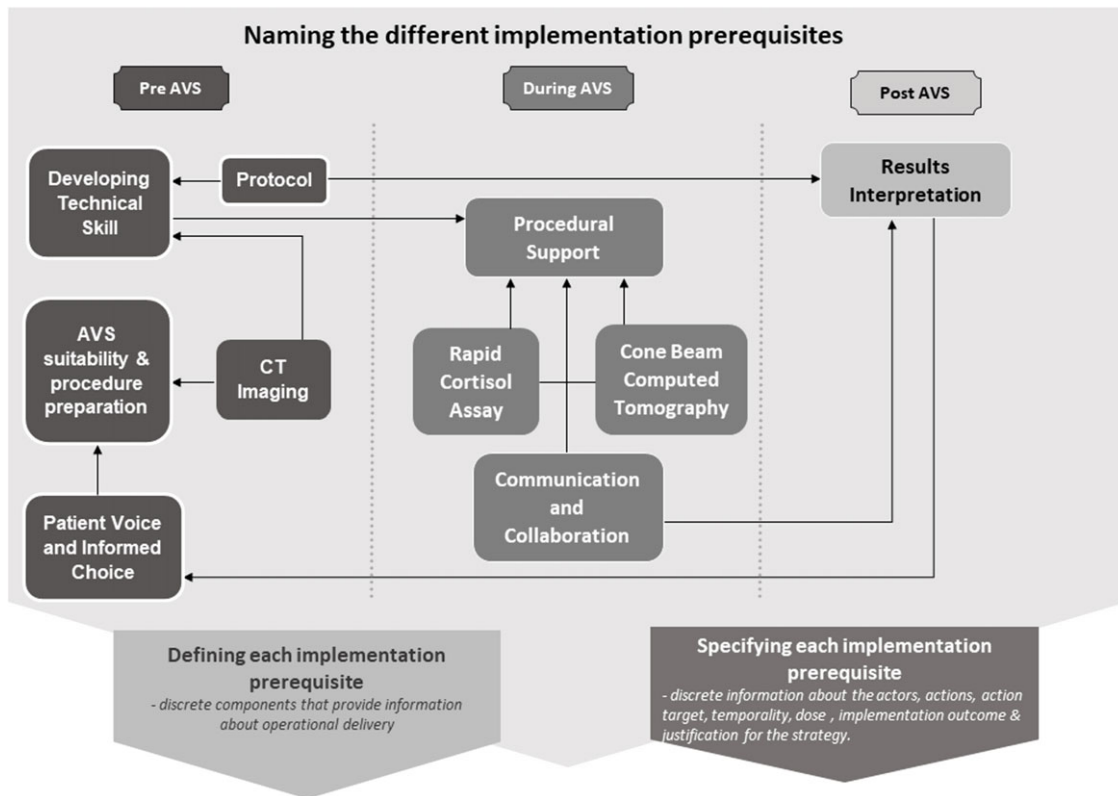 Naming the different implementation prerequisites
Pre AVS
During AVS
Post AVS
Developing
Technical
Skill
Protocol
Results
Interpretation
Procedural
Support
AVS
suitability &
procedure
preparation
CT
Imaging
Rapid
Cortisol
Assay
Cone Beam
Computed
Tomography
Communication
and
Collaboration
Patient Voice
and Informed
Choice
Defining each implementation
prerequisite
- discrete components that provide information
about operational delivery
Specifying each implementation
prerequisite
- discrete information about the actors, actions, action
target, temporality, dose , implementation outcome &
justification for the strategy.